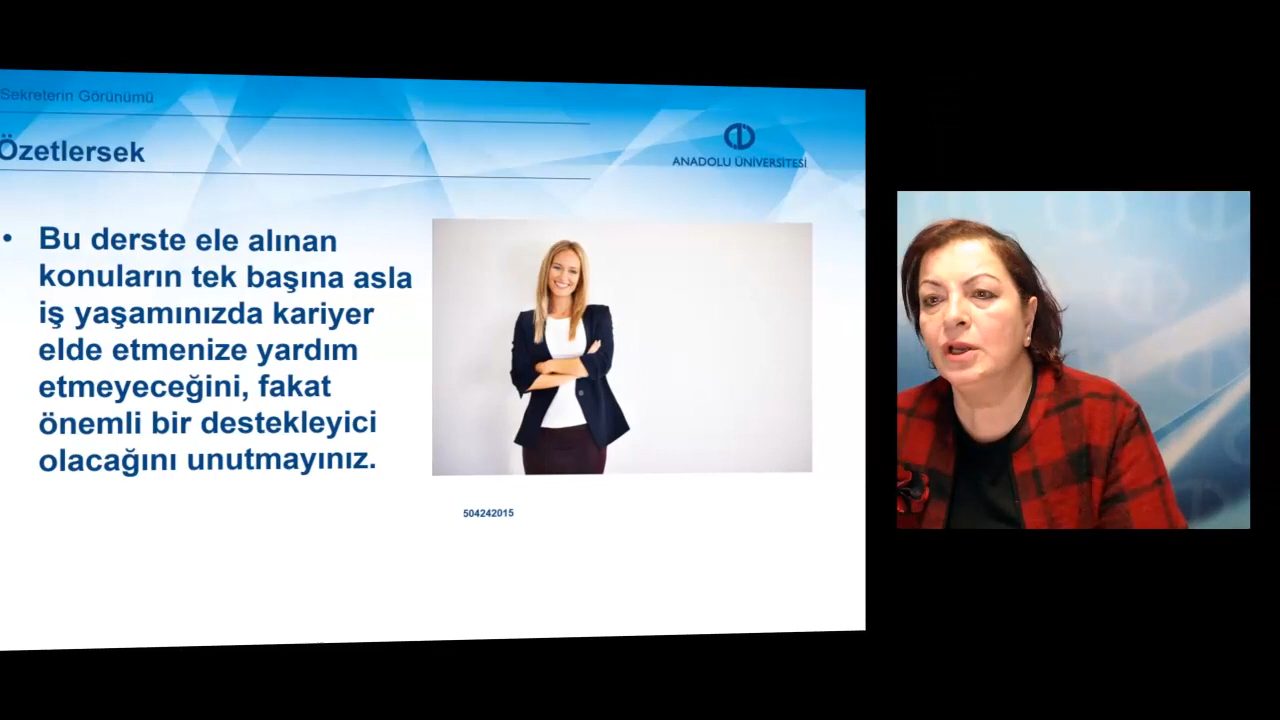 Sekreterin Görünümü
Özetlersek
ANADOLU ÜNİVERSİTESİ
• Bu derste ele alınan
konuların tek başına asla
iş yaşamınızda kariyer
elde etmenize yardım
etmeyeceğini, fakat
önemli bir destekleyici
olacağını unutmayınız.
504242015